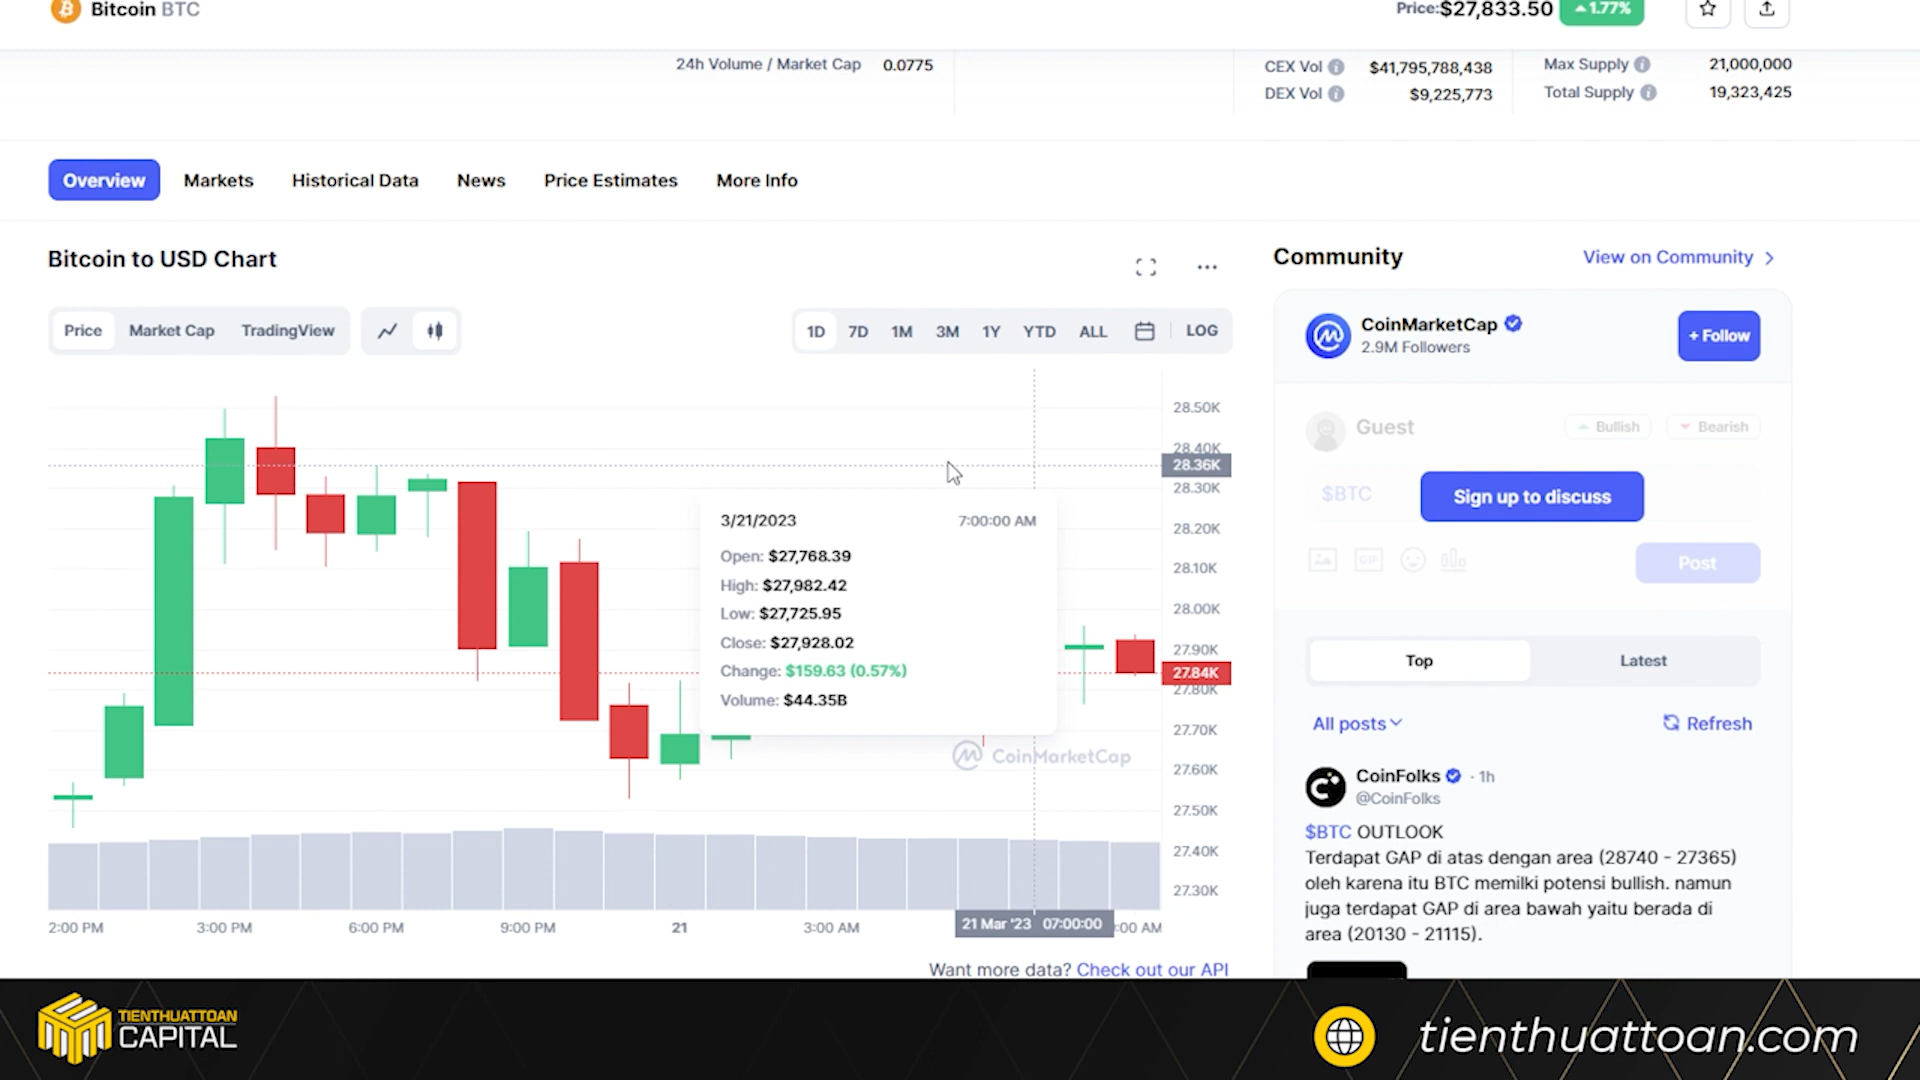 Bitcoin BTC
Price:$27,833.50
1.77%
24h Volume / Market Cap 0.0775
CEX Vol $41,795,788,438
DEX Vol $9,225,773
Max Supply 21,000,000
Total Supply 19,323,425
Overview Markets Historical Data News Price Estimates More Info
Bitcoin to USD Chart
Price Market Cap TradingView
1D 7D 1M 3M 1Y YTD ALL LOG
28.50K
28.40K
28.36K
28.30K
28.20K
28.10K
28.00K
27.90K
27.84K
27.80K
27.70K
27.60K
27.50K
27.40K
27.30K
3/21/2023 7:00:00 AM
Open: $27,768.39
High: $27,982.42
Low: $27,725.95
Close: $27,928.02
Change: $159.63 (0.57%)
Volume: $44.35B
CoinMarketCap
2:00 PM 3:00 PM 6:00 PM 9:00 PM 21 3:00 AM 21 Mar '23 07:00:00 :00 AM
Want more data? Check out our API
Community
View on Community
CoinMarketCap
2.9M Followers
+ Follow
Guest
Bullish
Bearish
$BTC
Sign up to discuss
GIF
Post
Top Latest
All posts
Refresh
CoinFolks · 1h
@CoinFolks
$BTC OUTLOOK
Terdapat GAP di atas dengan area (28740 - 27365)
oleh karena itu BTC memilki potensi bullish. namun
juga terdapat GAP di area bawah yaitu berada di
area (20130 - 21115).
TIENTHUATTOAN
CAPITAL
tienthuattoan.com